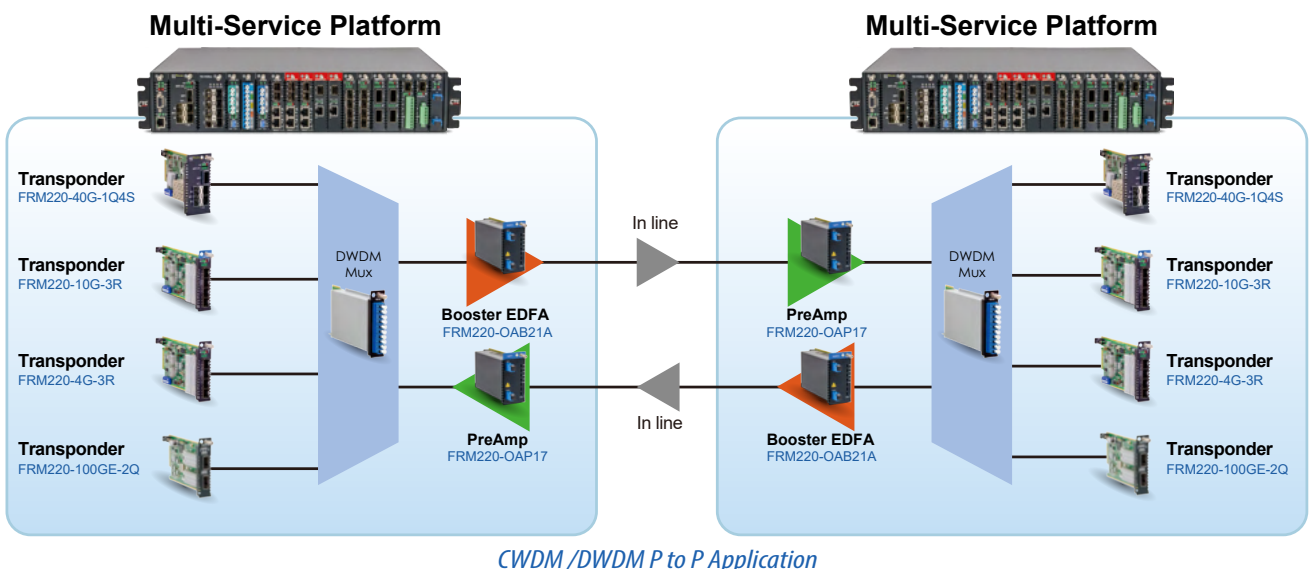 Multi-Service Platform
Multi-Service Platform
Transponder
FRM220-40G-1Q4S
Transponder
FRM220-10G-3R
Transponder
FRM220-4G-3R
Transponder
FRM220-100GE-2Q
DWDM
Mux
Booster EDFA
FRM220-OAB21A
PreAmp
FRM220-OAP17
In line
In line
PreAmp
FRM220-OAP17
Booster EDFA
FRM220-OAB21A
DWDM
Mux
Transponder
FRM220-40G-1Q4S
Transponder
FRM220-10G-3R
Transponder
FRM220-4G-3R
Transponder
FRM220-100GE-2Q
CWDM /DWDM P to P Application